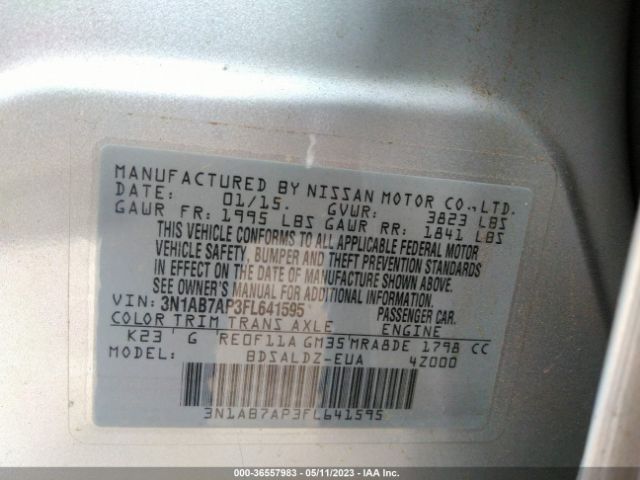 MANUFACTURED BY NISSAN MOTOR CO.,LTD.
DATE: 01/15. GVWR: 3823 LBS
GAWR FR: 1995 LBS GAWR RR: 1841 LBS
THIS VEHICLE CONFORMS TO ALL APPLICABLE FEDERAL MOTOR
VEHICLE SAFETY, BUMPER AND THEFT PREVENTION STANDARDS
IN EFFECT ON THE DATE OF MANUFACTURE SHOWN ABOVE.
SEE OWNER'S MANUAL FOR ADDITIONAL INFORMATION
VIN: 3N1AB7AP3FL641595 PASSENGER CAR.
COLOR TRIM TRANS AXLE ENGINE
K23 G RE0F11A GM35 MRA8DE 1798 CC
MODEL: BDSALDZ-EUA 4Z000
3N1AB7AP3FL641595
000-36557983 - 05/11/2023 - IAA Inc.